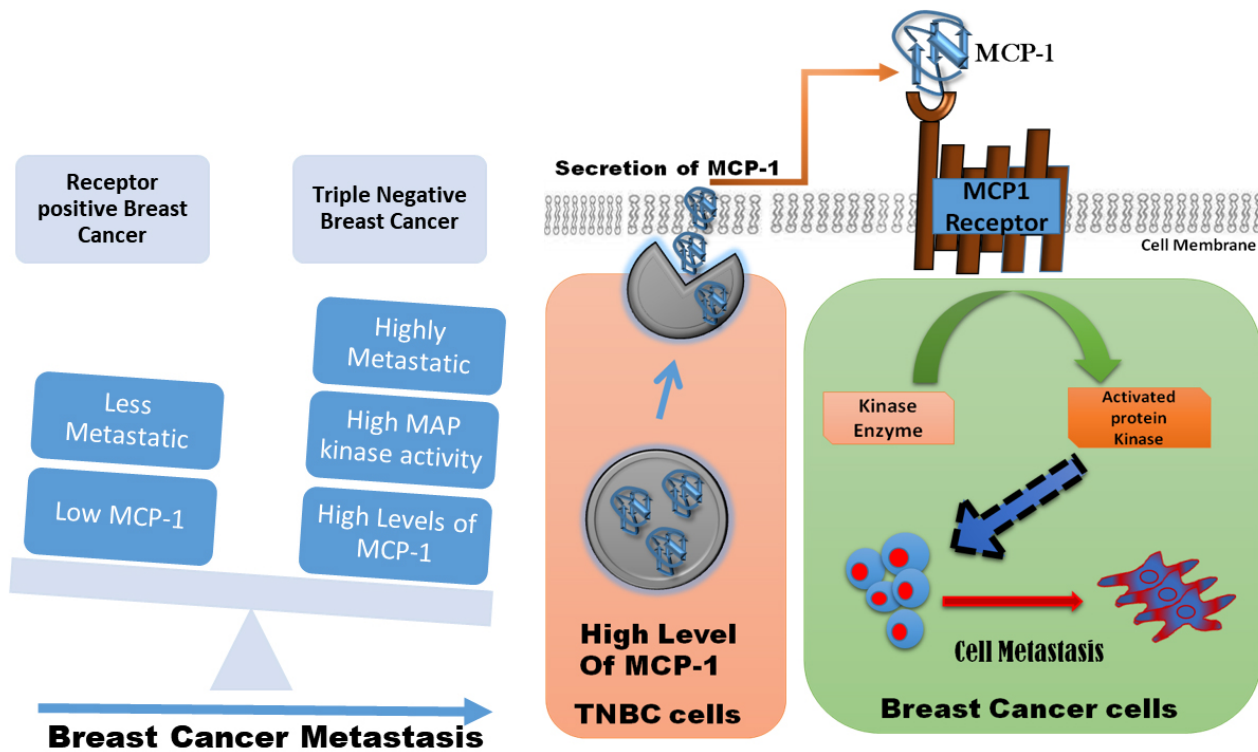 Receptor
positive Breast
Cancer
Triple Negative
Breast Cancer
Less
Metastatic
Low MCP-1
Highly
Metastatic
High MAP
kinase activity
High Levels of
MCP-1
Breast Cancer Metastasis
Secretion of MCP-1
MCP-1
MCP1
Receptor
Cell Membrane
High Level
Of MCP-1
TNBC cells
Kinase
Enzyme
Activated
protein
Kinase
Cell Metastasis
Breast Cancer cells